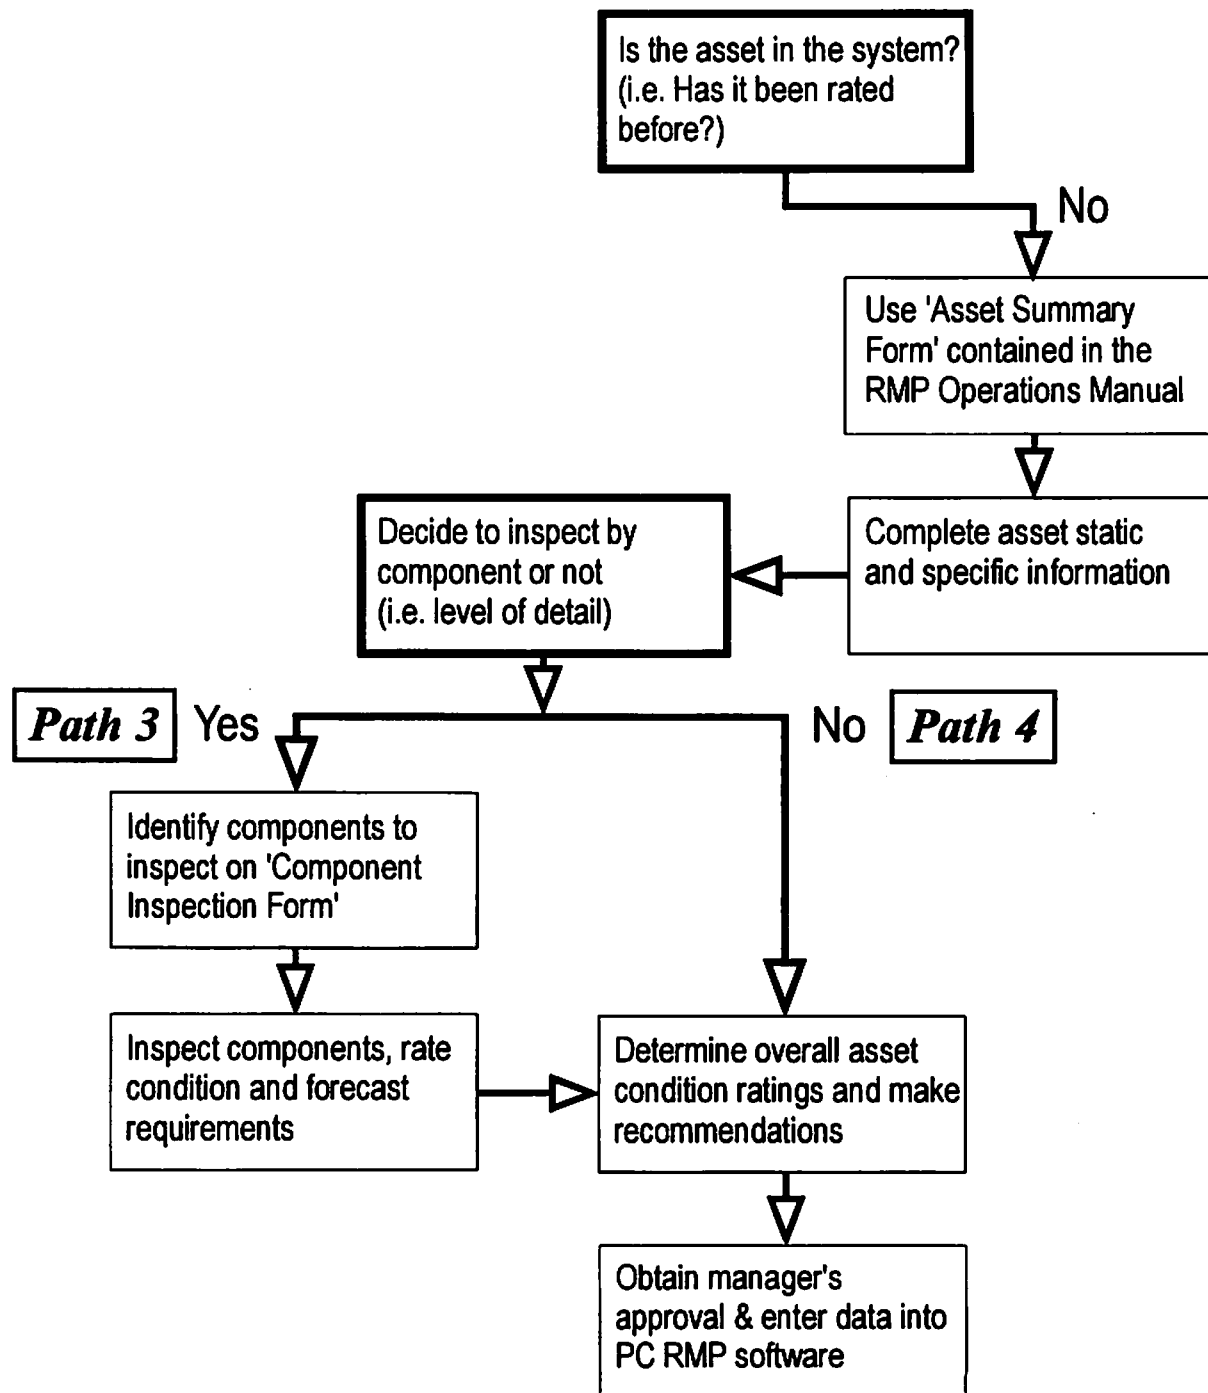 Is the asset in the system?
(i.e. Has it been rated
before?)
No
Use 'Asset Summary
Form' contained in the
RMP Operations Manual
Complete asset static
and specific information
Decide to inspect by
component or not
(i.e. level of detail)
Path 3
Yes
No
Path 4
Identify components to
inspect on 'Component
Inspection Form'
Inspect components, rate
condition and forecast
requirements
Determine overall asset
condition ratings and make
recommendations
Obtain manager's
approval & enter data into
PC RMP software